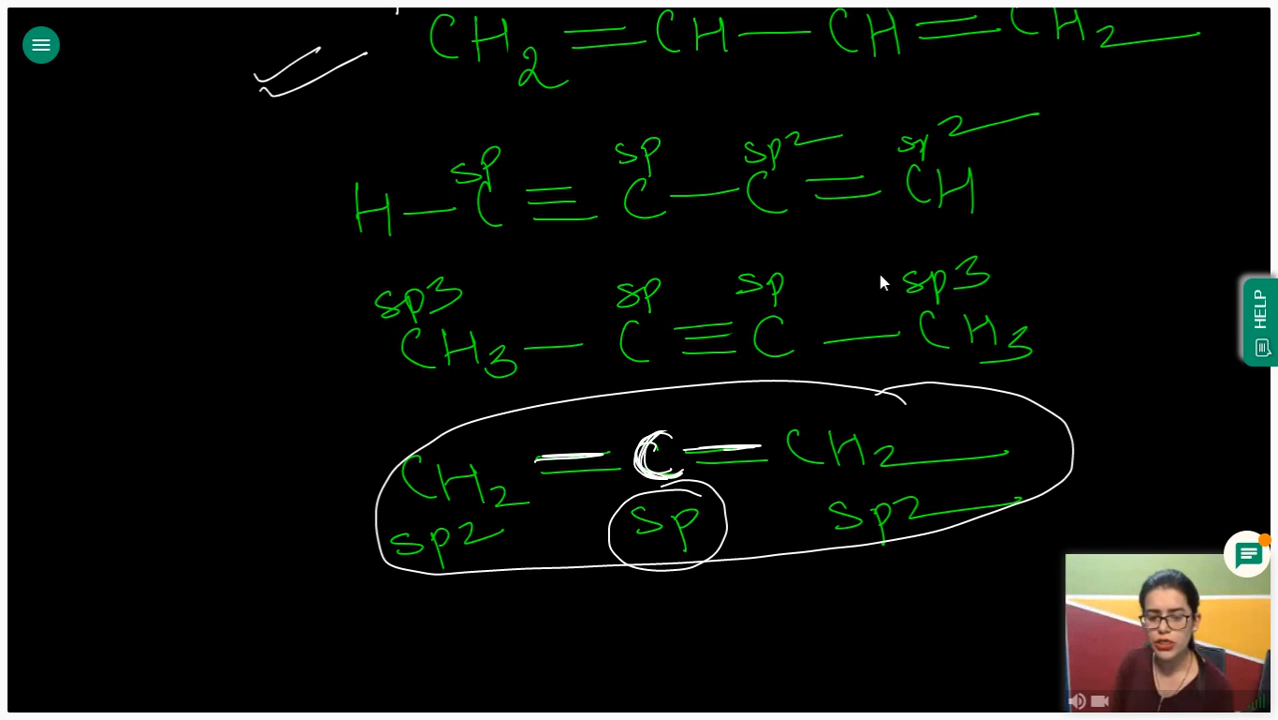 CH2 = CH — CH = CH2
sp sp sp2 sp2
H — C ≡ C — C = CH
sp3 sp sp sp3
CH3 — C ≡ C — CH3
CH2 = C = CH2
sp2 sp sp2
HELP